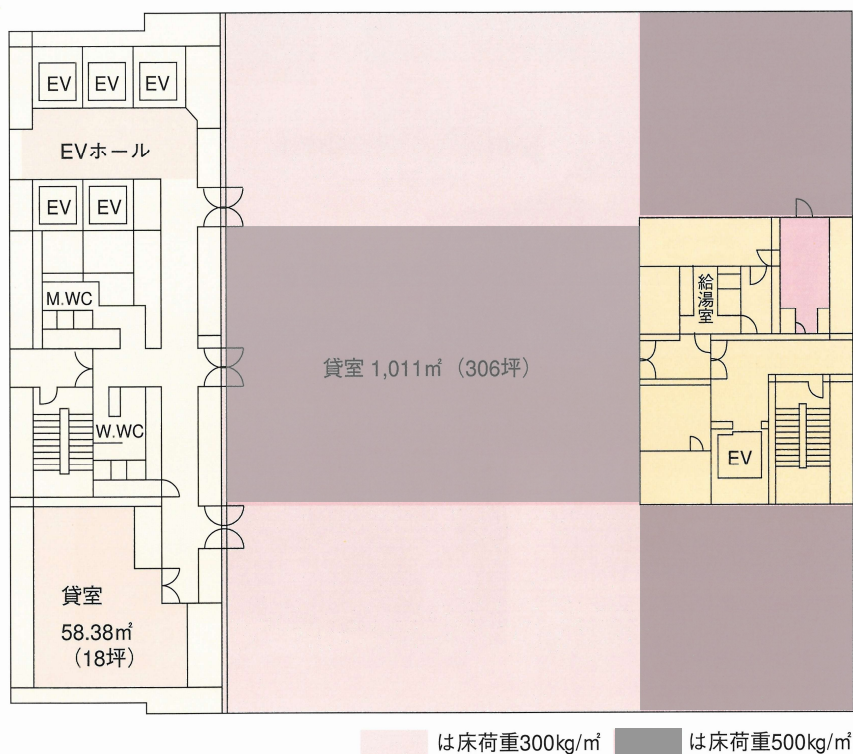 EV EV EV
EVホール
EV EV
M.WC
給湯室
貸室 1,011㎡（306坪）
W.WC
EV
貸室
58.38㎡
（18坪）
は床荷重300kg/㎡ は床荷重500kg/㎡